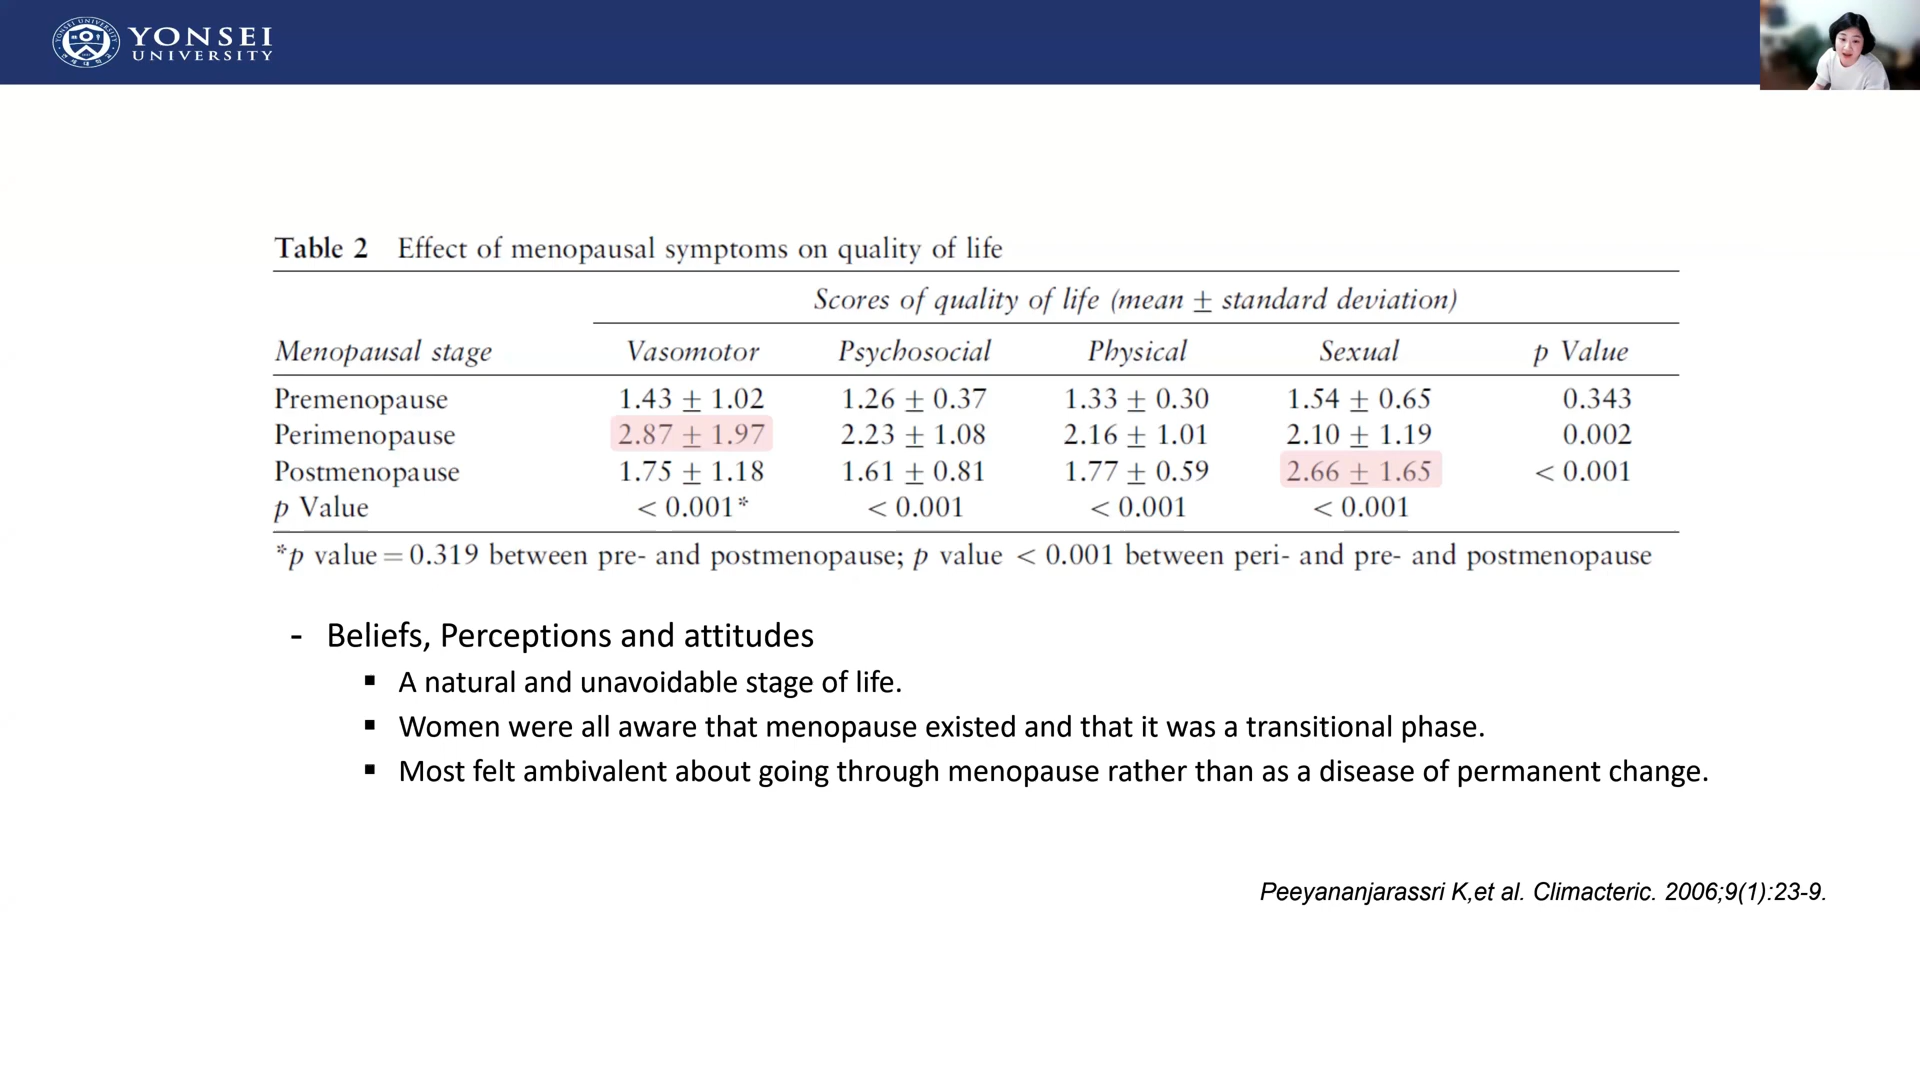 YONSEI
UNIVERSITY
Table 2 Effect of menopausal symptoms on quality of life
Scores of quality of life (mean ± standard deviation)
Menopausal stage Vasomotor Psychosocial Physical Sexual p Value
Premenopause 1.43 ± 1.02 1.26 ± 0.37 1.33 ± 0.30 1.54 ± 0.65 0.343
Perimenopause 2.87 ± 1.97 2.23 ± 1.08 2.16 ± 1.01 2.10 ± 1.19 0.002
Postmenopause 1.75 ± 1.18 1.61 ± 0.81 1.77 ± 0.59 2.66 ± 1.65 < 0.001
p Value < 0.001* < 0.001 < 0.001 < 0.001
*p value = 0.319 between pre- and postmenopause; p value < 0.001 between peri- and pre- and postmenopause
- Beliefs, Perceptions and attitudes
▪ A natural and unavoidable stage of life.
▪ Women were all aware that menopause existed and that it was a transitional phase.
▪ Most felt ambivalent about going through menopause rather than as a disease of permanent change.
Peeyananjarassri K,et al. Climacteric. 2006;9(1):23-9.